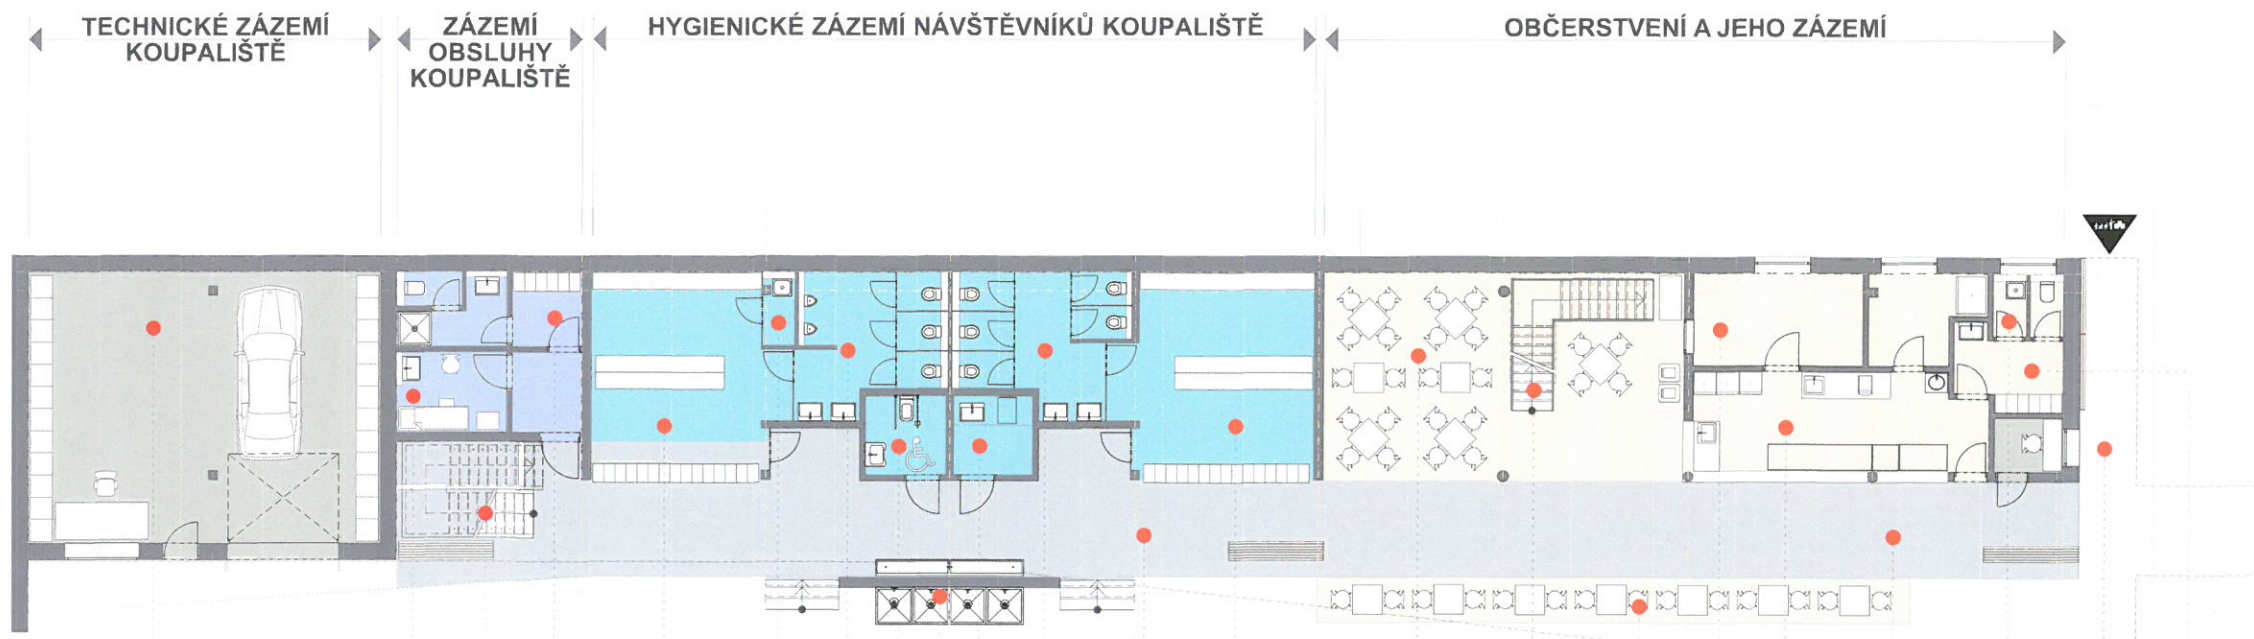 TECHNICKÉ ZÁZEMÍ
KOUPALIŠTĚ
ZÁZEMÍ
OBSLUHY
KOUPALIŠTĚ
HYGIENICKÉ ZÁZEMÍ NÁVŠTĚVNÍKŮ KOUPALIŠTĚ
OBČERSTVENÍ A JEHO ZÁZEMÍ